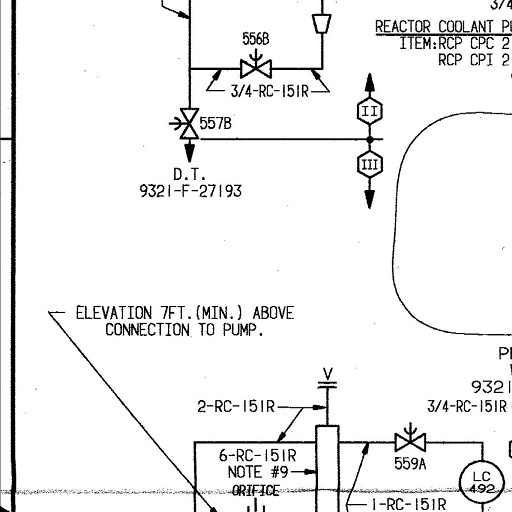 3/4
REACTOR COOLANT P
ITEM:RCP CPC 2
RCP CPI 2
556B
3/4-RC-151R
II
557B
III
D.T.
9321-F-27193
ELEVATION 7FT.(MIN.) ABOVE
CONNECTION TO PUMP.
V
9321
2-RC-151R
3/4-RC-151R
6-RC-151R
NOTE #9
559A
LC
492
ORIFICE
1-RC-151R